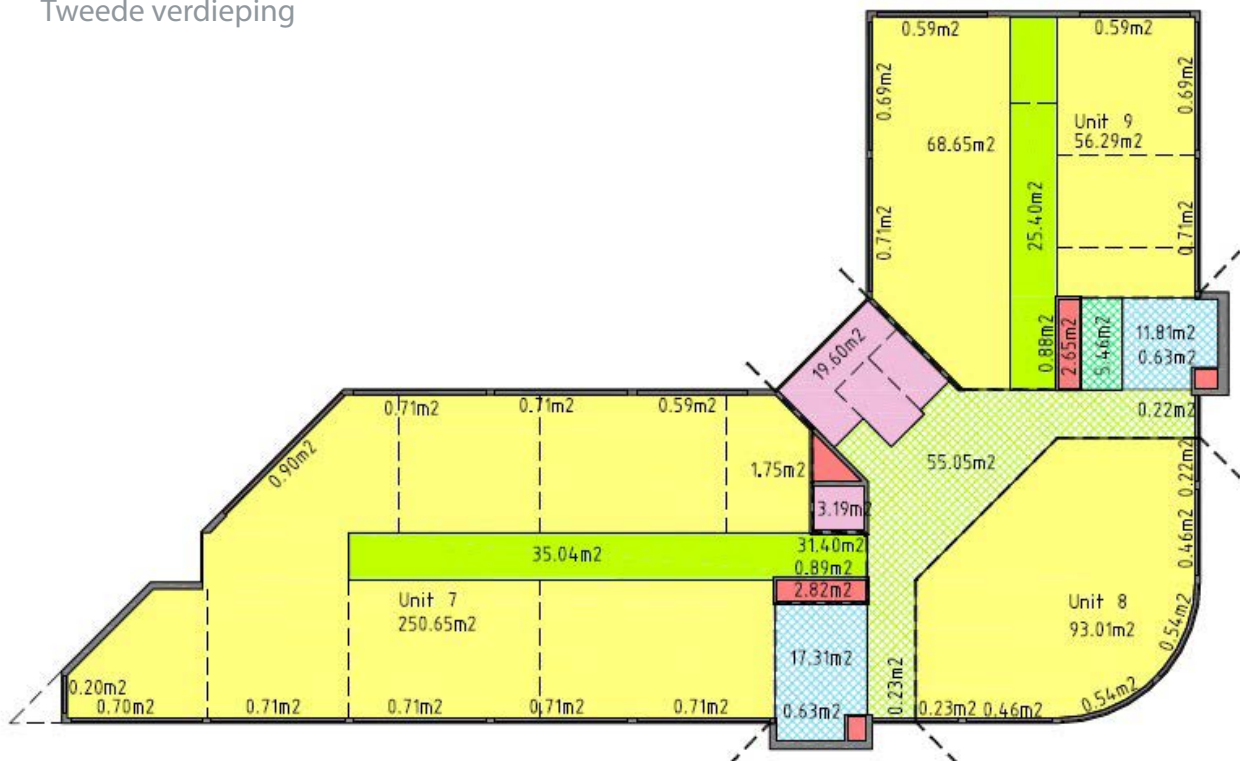 Tweede verdieping
0.59m2
0.59m2
0.69m2
0.69m2
Unit 9
56.29m2
68.65m2
25.40m2
0.71m2
0.71m2
0.88m2
2.65m2
5.46m2
11.81m2
0.63m2
19.60m2
0.22m2
0.71m2
0.71m2
0.59m2
0.90m2
1.75m2
55.05m2
0.22m2
3.19m2
0.46m2
35.04m2
31.40m2
0.89m2
2.82m2
Unit 7
250.65m2
Unit 8
93.01m2
0.54m2
17.31m2
0.20m2
0.70m2
0.71m2
0.71m2
0.71m2
0.71m2
0.63m2
0.23m2
0.23m2
0.46m2
0.54m2